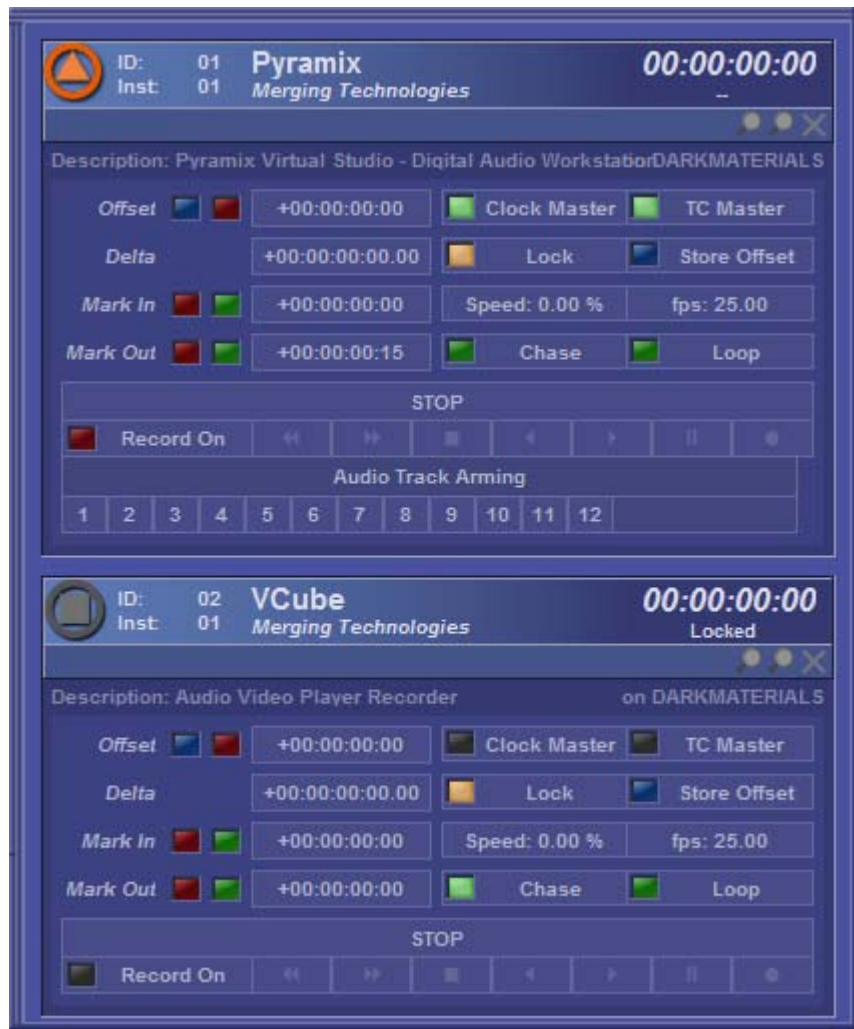 ID: 01 Pyramix 00:00:00:00
Inst: 01 Merging Technologies --
Description: Pyramix Virtual Studio - Digital Audio Workstation DARKMATERIALS
Offset +00:00:00:00 Clock Master TC Master
Delta +00:00:00:00.00 Lock Store Offset
Mark In +00:00:00:00 Speed: 0.00 % fps: 25.00
Mark Out +00:00:00:15 Chase Loop
STOP
Record On
Audio Track Arming
1 2 3 4 5 6 7 8 9 10 11 12
ID: 02 VCube 00:00:00:00
Inst: 01 Merging Technologies Locked
Description: Audio Video Player Recorder on DARKMATERIALS
Offset +00:00:00:00 Clock Master TC Master
Delta +00:00:00:00.00 Lock Store Offset
Mark In +00:00:00:00 Speed: 0.00 % fps: 25.00
Mark Out +00:00:00:00 Chase Loop
STOP
Record On